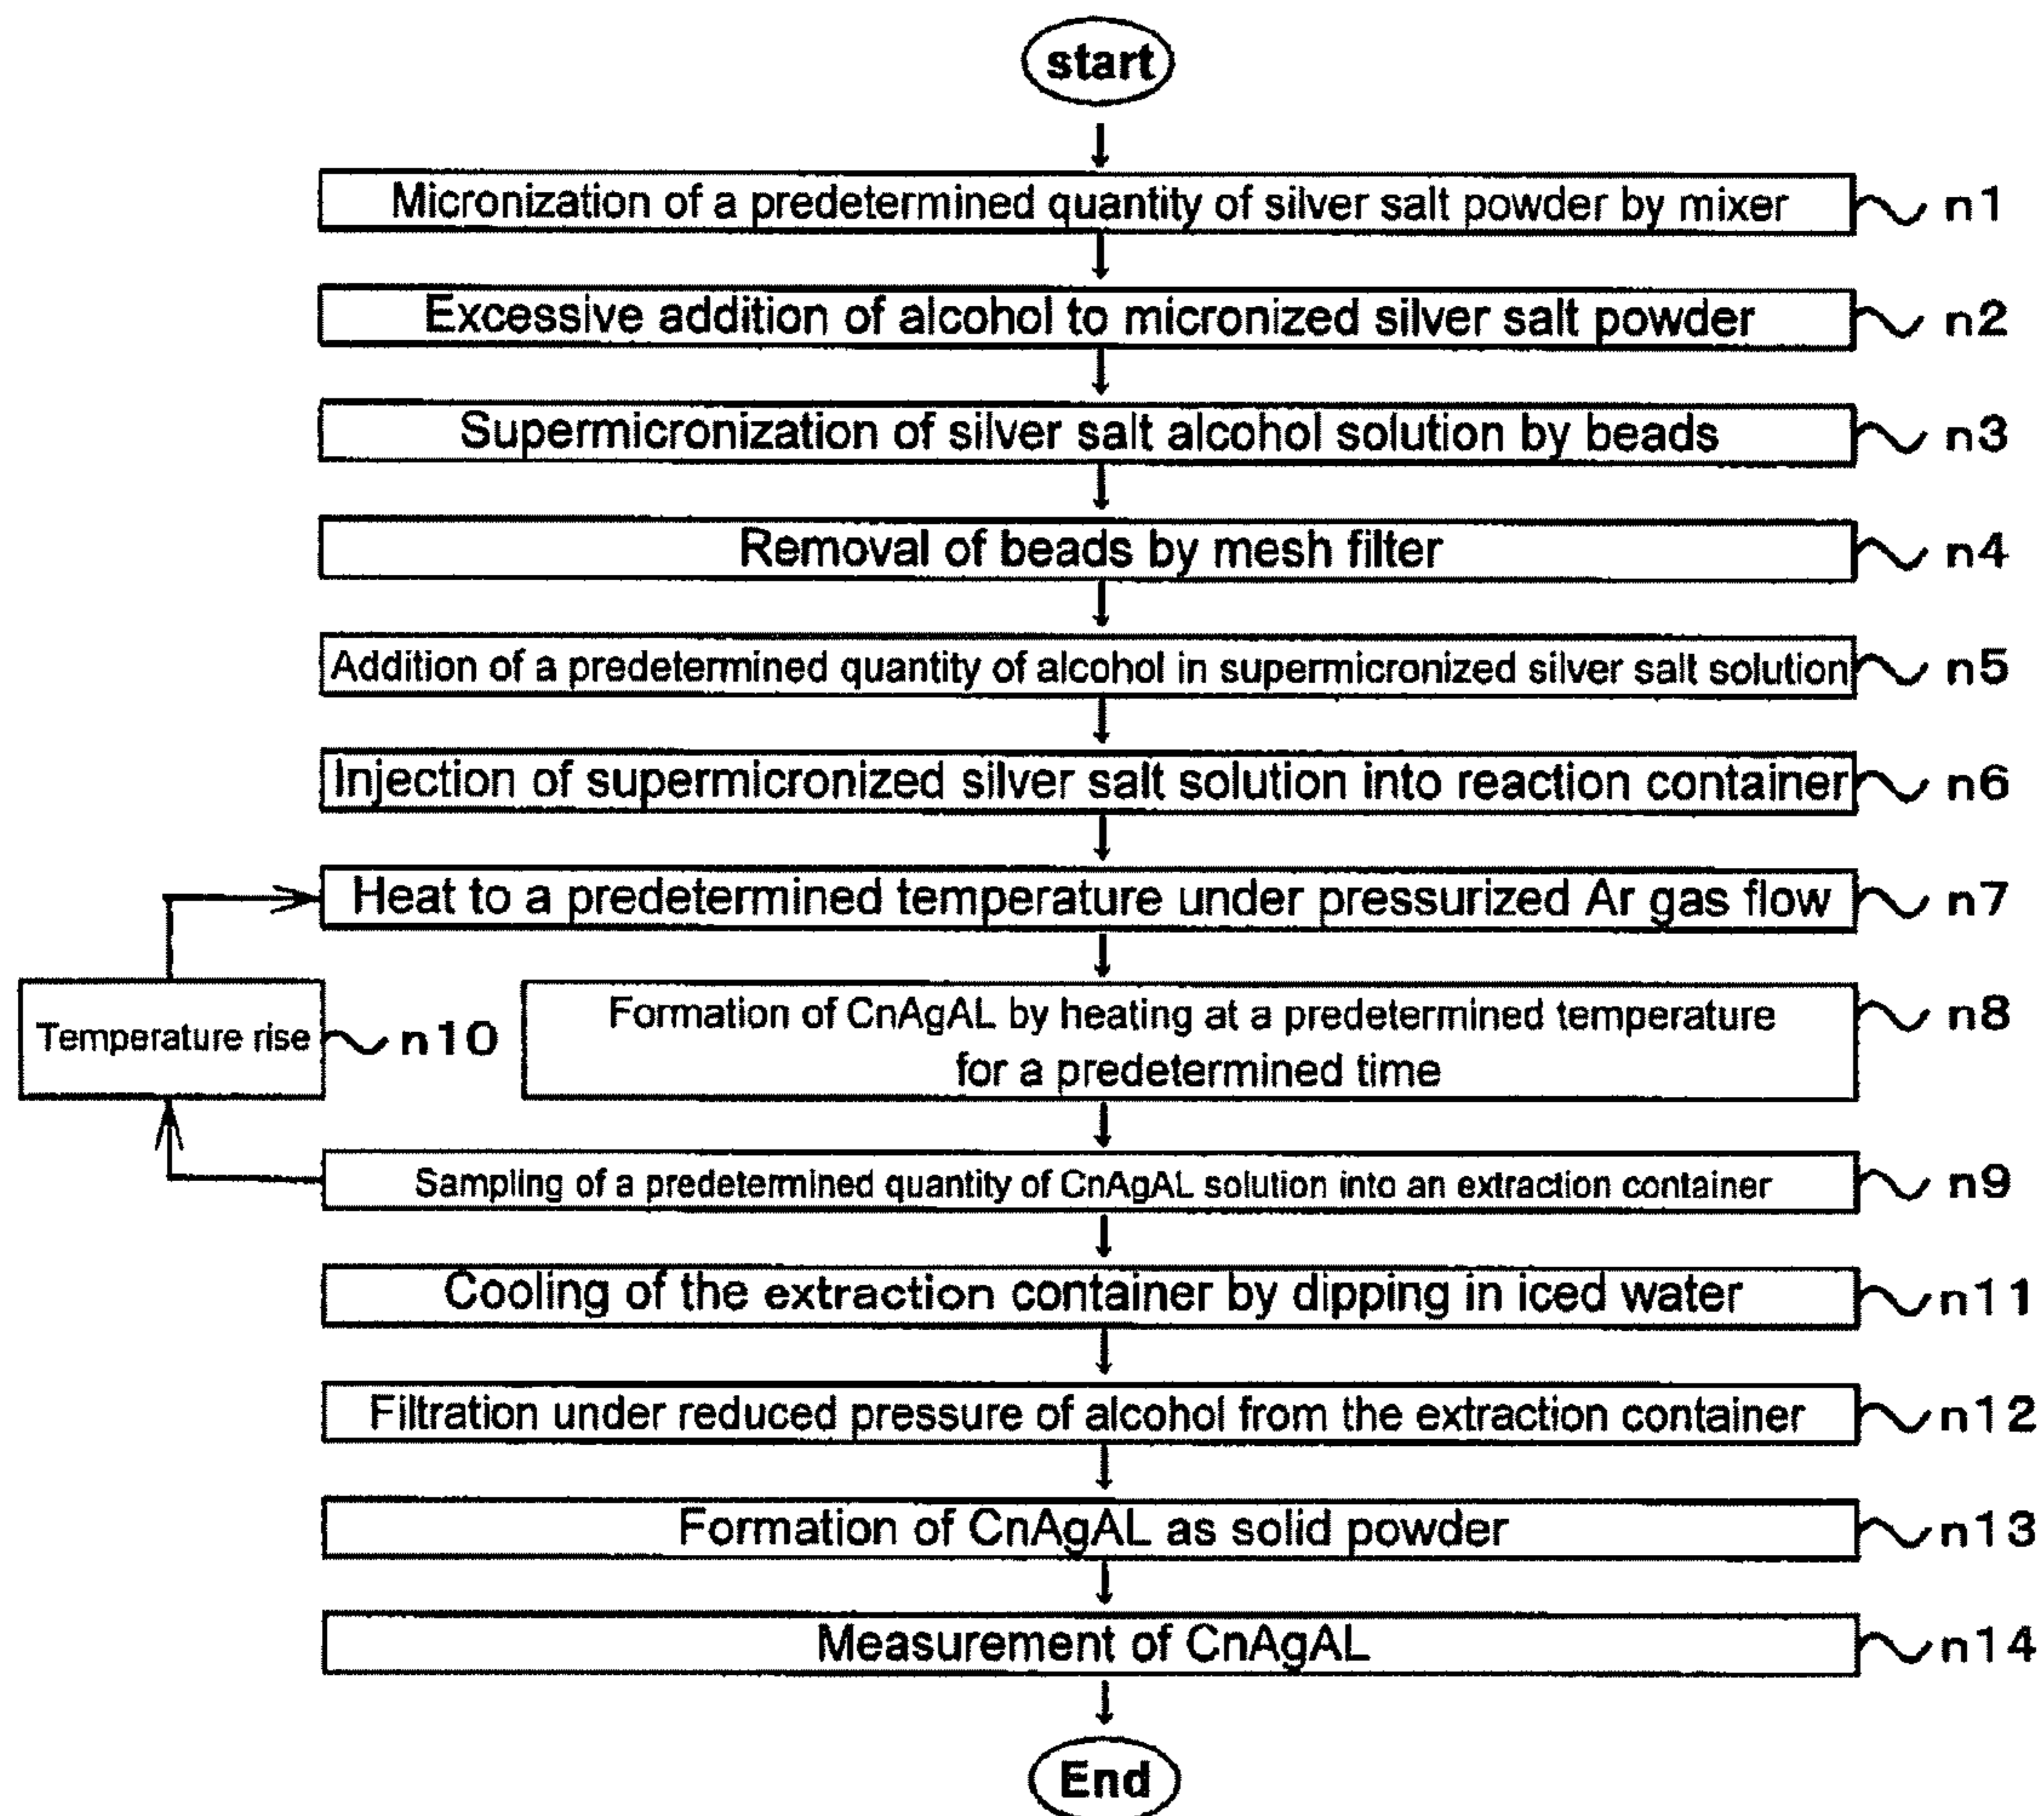 start
Micronization of a predetermined quantity of silver salt powder by mixer n1
Excessive addition of alcohol to micronized silver salt powder n2
Supermicronization of silver salt alcohol solution by beads n3
Removal of beads by mesh filter n4
Addition of a predetermined quantity of alcohol in supermicronized silver salt solution n5
Injection of supermicronized silver salt solution into reaction container n6
Heat to a predetermined temperature under pressurized Ar gas flow n7
Formation of CnAgAL by heating at a predetermined temperature n8
for a predetermined time
Temperature rise n10
Sampling of a predetermined quantity of CnAgAL solution into an extraction container n9
Cooling of the extraction container by dipping in iced water n11
Filtration under reduced pressure of alcohol from the extraction container n12
Formation of CnAgAL as solid powder n13
Measurement of CnAgAL n14
End